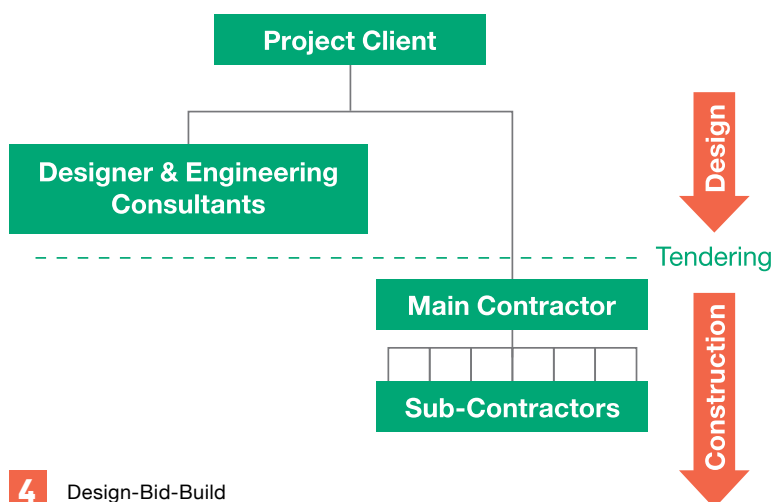 Project Client
Designer & Engineering
Consultants
Design
Tendering
Main Contractor
Sub-Contractors
Construction
4 Design-Bid-Build